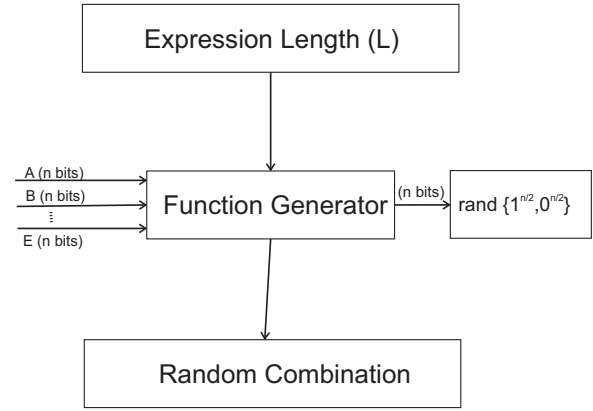 Expression Length (L)
A (n bits)
B (n bits)
E (n bits)
Function Generator
(n bits)
rand {1^n/2,0^n/2}
Random Combination